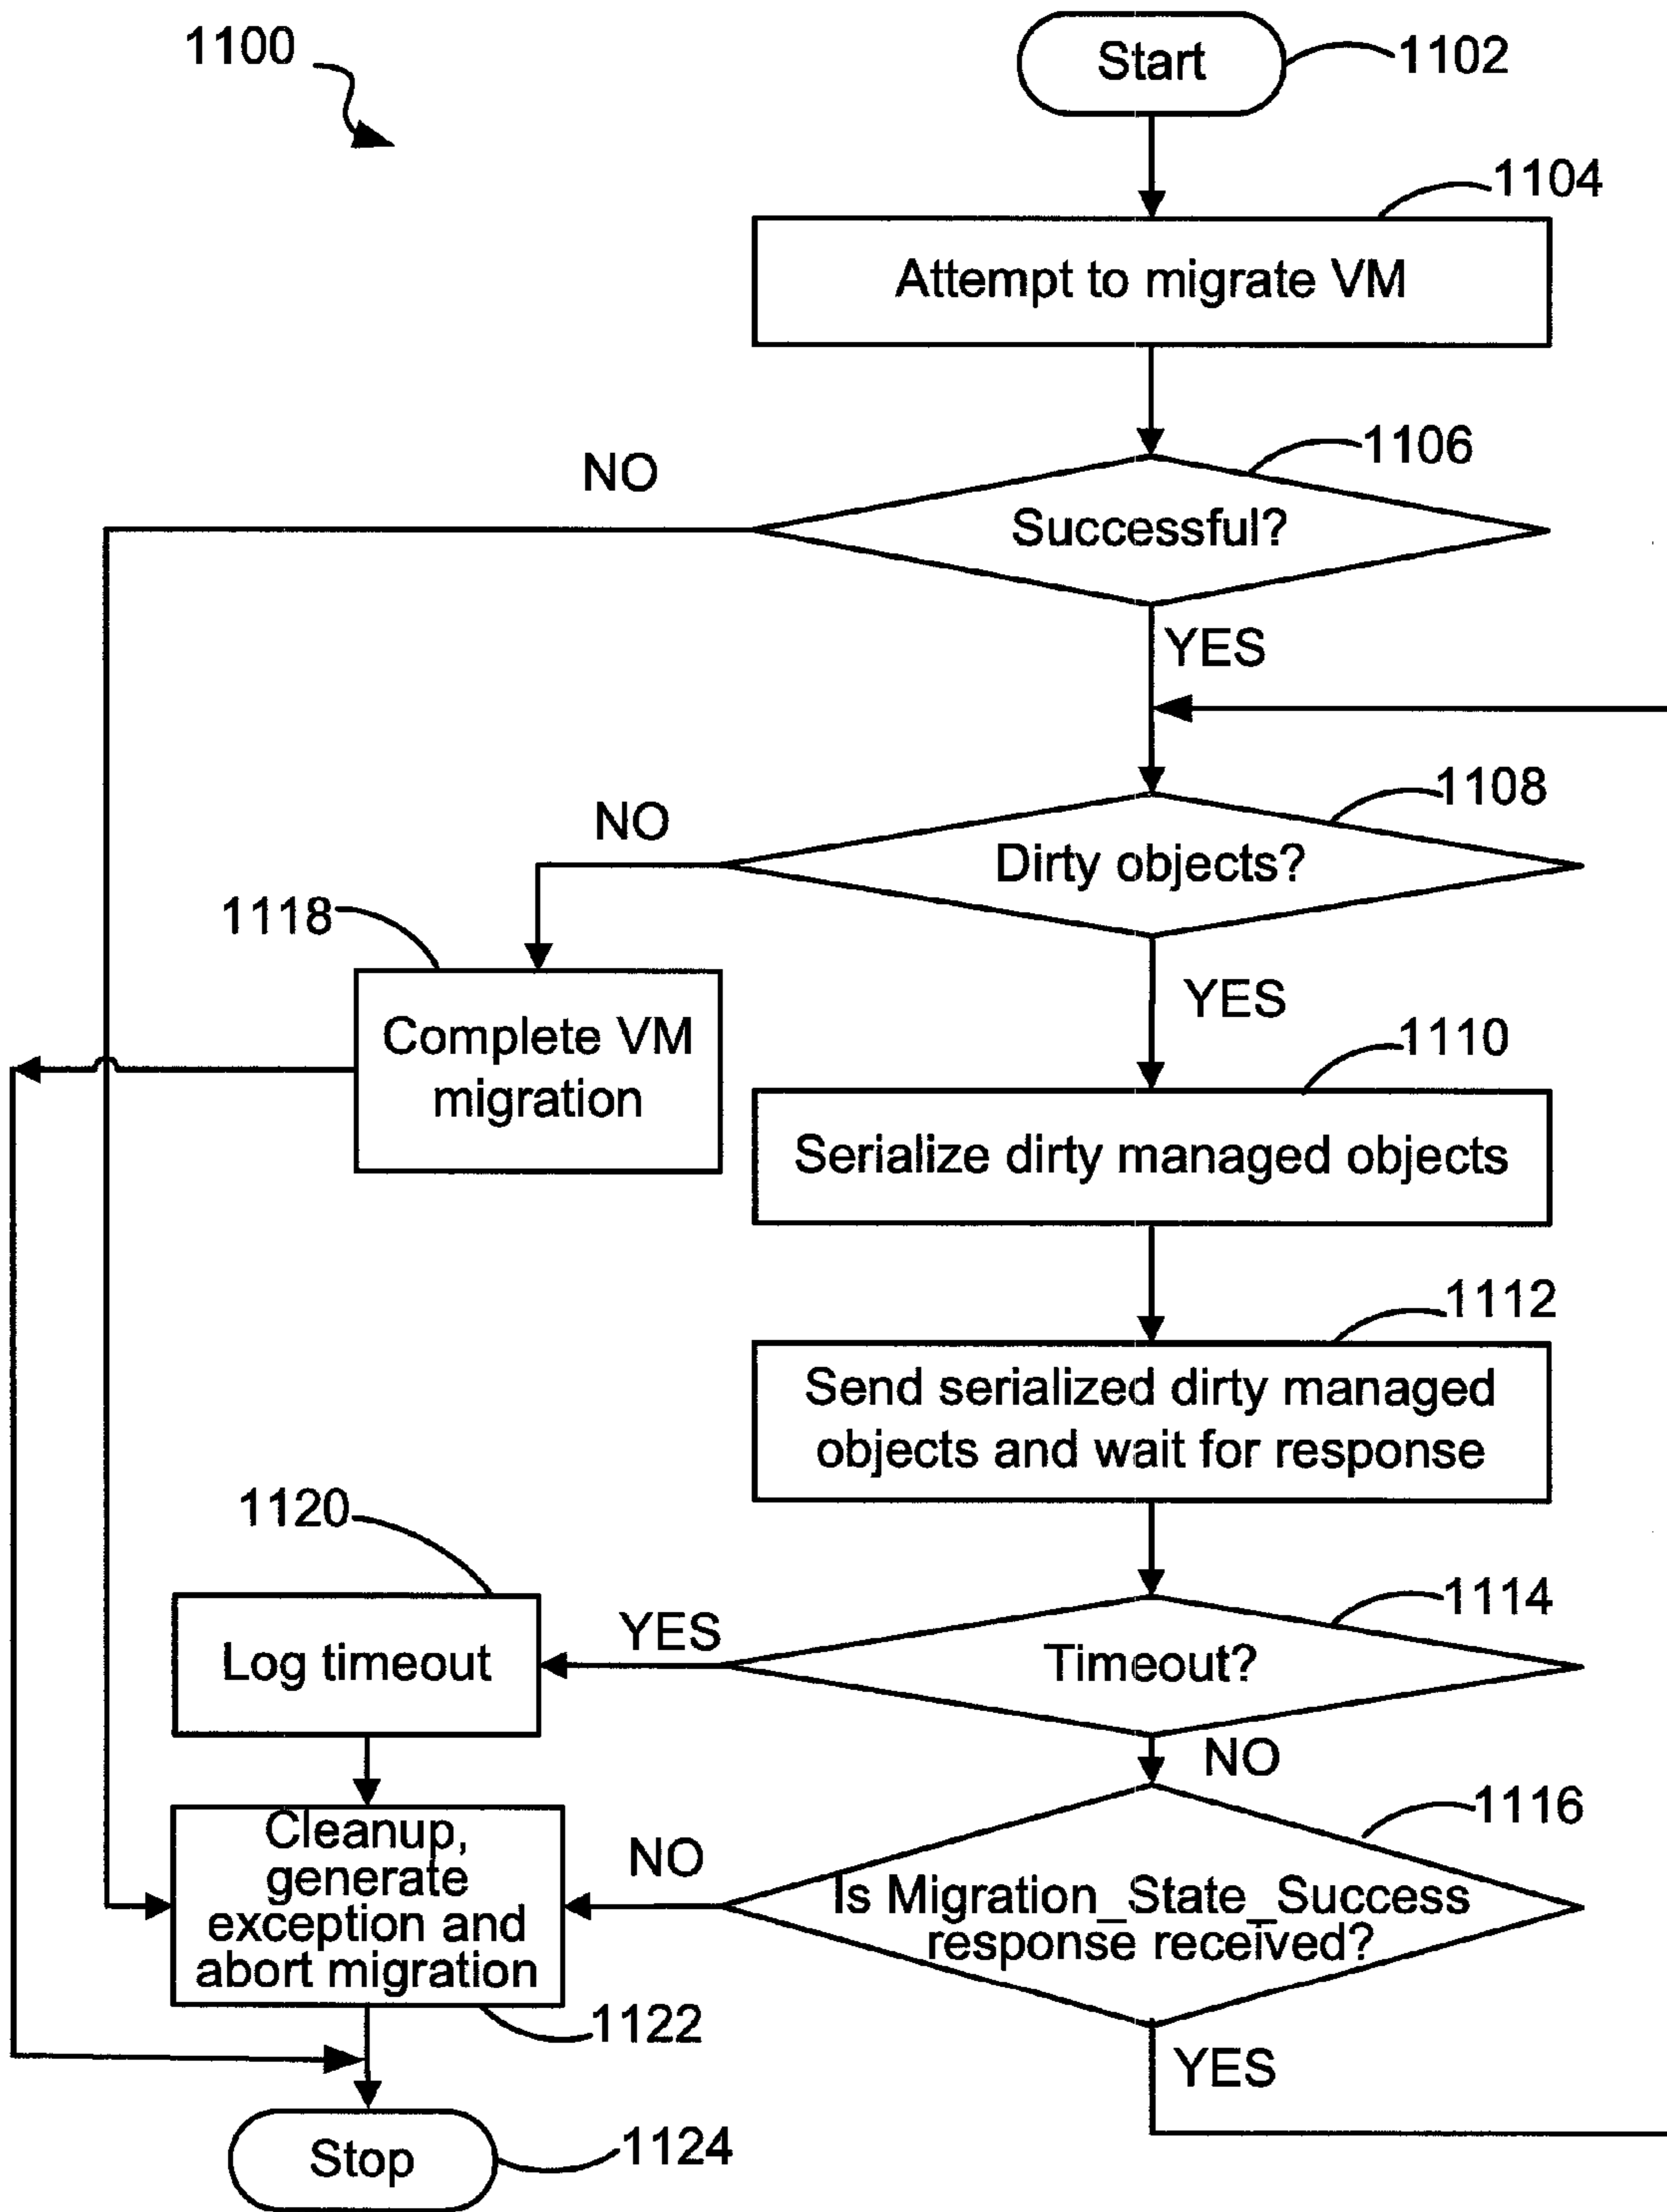 1100
Start
1102
1104
Attempt to migrate VM
1106
NO
Successful?
YES
1108
NO
Dirty objects?
1118
YES
Complete VM
migration
1110
Serialize dirty managed objects
1112
Send serialized dirty managed
objects and wait for response
1120
1114
YES
Log timeout
Timeout?
NO
1116
Cleanup,
generate
exception and
abort migration
NO
Is Migration_State_Success
response received?
1122
YES
Stop
1124